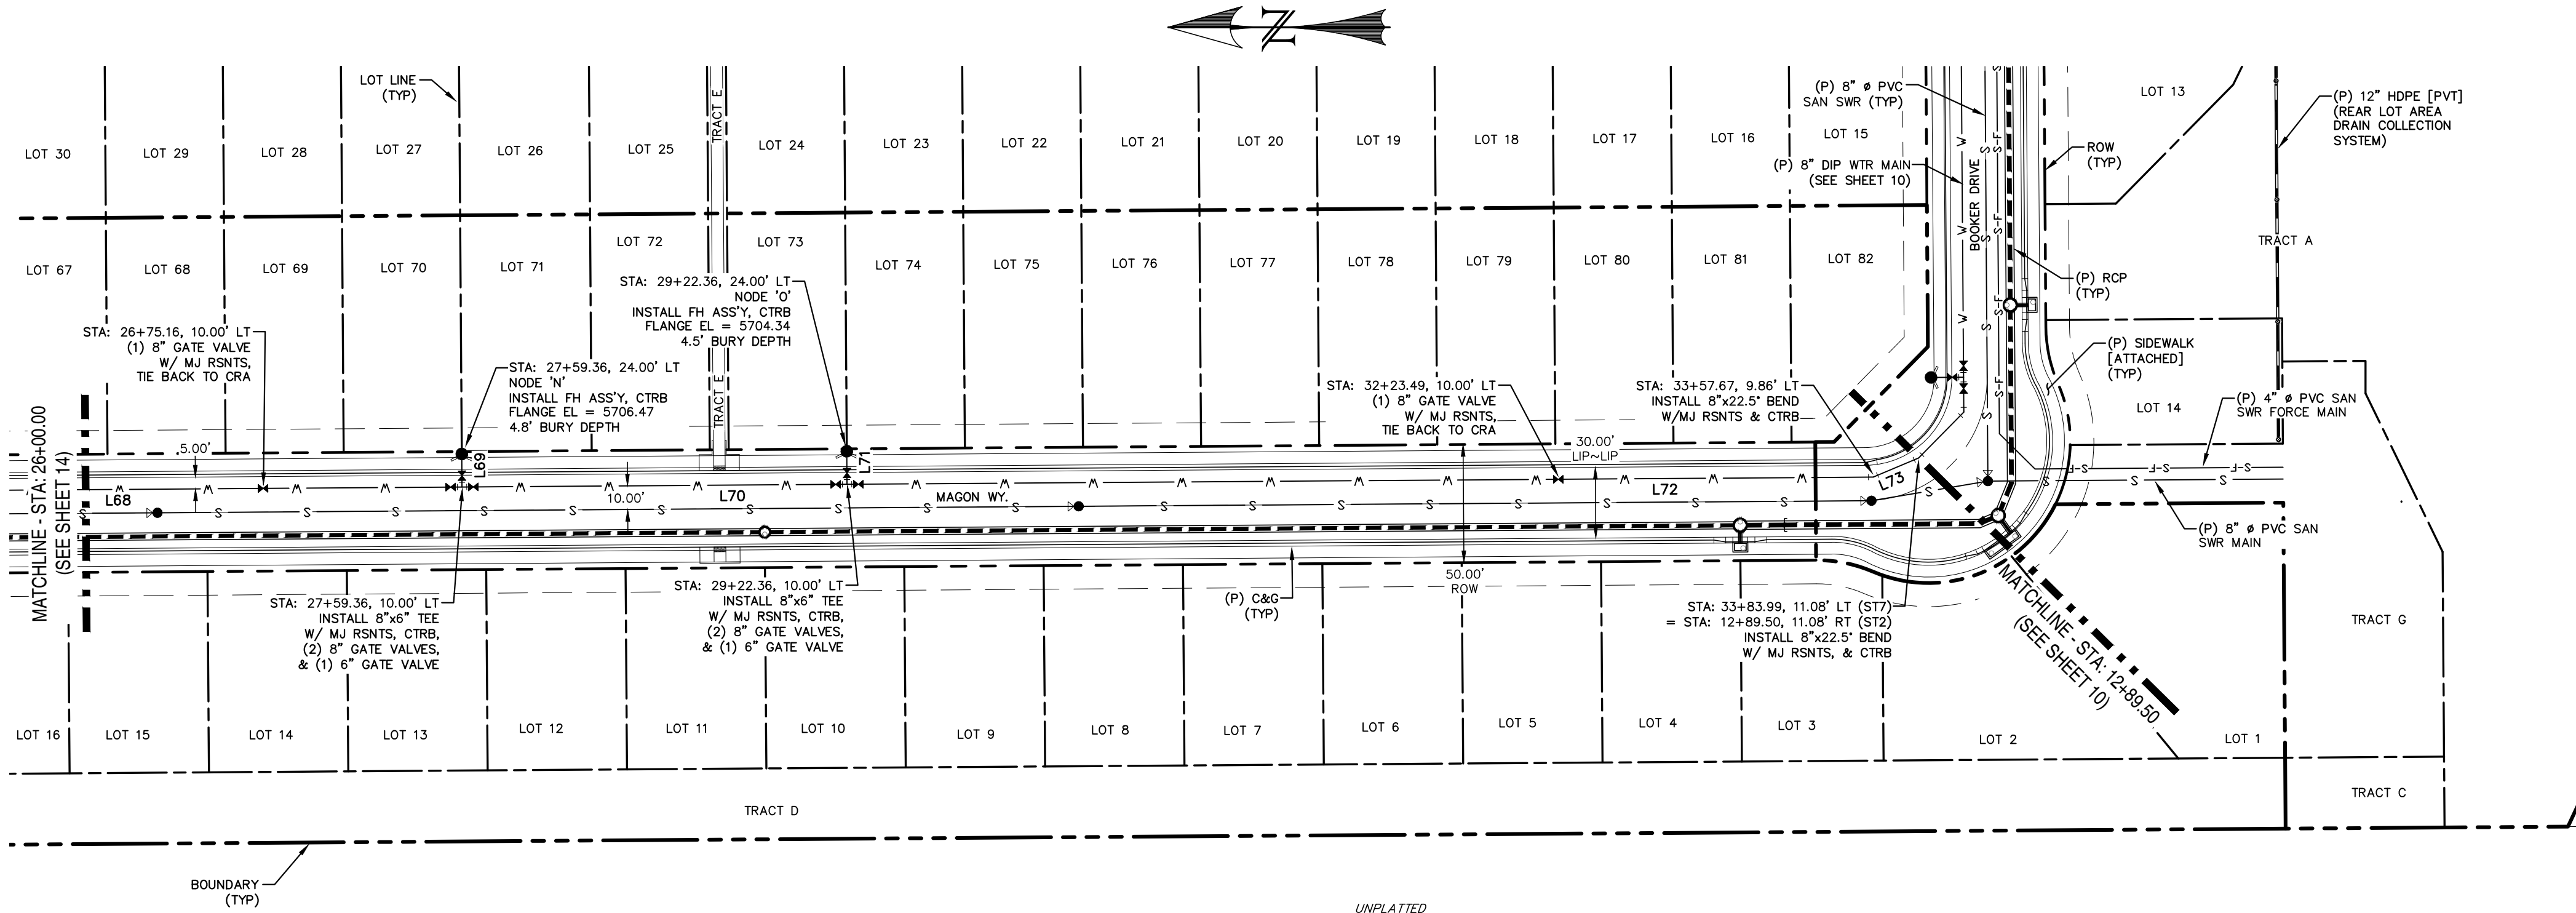 N
LOT LINE
(TYP)
TRACT E
(P) 8" ø PVC
SAN SWR (TYP)
LOT 13
(P) 12" HDPE [PVT]
(REAR LOT AREA
DRAIN COLLECTION
SYSTEM)
LOT 30
LOT 29
LOT 28
LOT 27
LOT 26
LOT 25
LOT 24
LOT 23
LOT 22
LOT 21
LOT 20
LOT 19
LOT 18
LOT 17
LOT 16
LOT 15
(P) 8" DIP WTR MAIN
(SEE SHEET 10)
BOOKER DRIVE
ROW
(TYP)
TRACT A
LOT 67
LOT 68
LOT 69
LOT 70
LOT 71
LOT 72
LOT 73
LOT 74
LOT 75
LOT 76
LOT 77
LOT 78
LOT 79
LOT 80
LOT 81
LOT 82
(P) RCP
(TYP)
STA: 26+75.16, 10.00' LT
(1) 8" GATE VALVE
W/ MJ RSNTS,
TIE BACK TO CRA
STA: 27+59.36, 24.00' LT
NODE 'N'
INSTALL FH ASS'Y, CTRB
FLANGE EL = 5706.47
4.8' BURY DEPTH
STA: 29+22.36, 24.00' LT
NODE 'O'
INSTALL FH ASS'Y, CTRB
FLANGE EL = 5704.34
4.5' BURY DEPTH
TRACT E
STA: 32+23.49, 10.00' LT
(1) 8" GATE VALVE
W/ MJ RSNTS,
TIE BACK TO CRA
STA: 33+57.67, 9.86' LT
INSTALL 8"x22.5° BEND
W/MJ RSNTS & CTRB
(P) SIDEWALK
[ATTACHED]
(TYP)
LOT 14
(P) 4" ø PVC SAN
SWR FORCE MAIN
MATCHLINE - STA: 26+00.00
(SEE SHEET 14)
5.00'
L68
L69
10.00'
L70
L71
MAGON WY.
30.00'
LIP~LIP
L72
L73
W
S
S-F
(P) 8" ø PVC SAN
SWR MAIN
STA: 27+59.36, 10.00' LT
INSTALL 8"x6" TEE
W/ MJ RSNTS, CTRB,
(2) 8" GATE VALVES,
& (1) 6" GATE VALVE
STA: 29+22.36, 10.00' LT
INSTALL 8"x6" TEE
W/ MJ RSNTS, CTRB,
(2) 8" GATE VALVES,
& (1) 6" GATE VALVE
(P) C&G
(TYP)
50.00'
ROW
STA: 33+83.99, 11.08' LT (ST7)
= STA: 12+89.50, 11.08' RT (ST2)
INSTALL 8"x22.5° BEND
W/ MJ RSNTS, & CTRB
MATCHLINE - STA: 12+89.50
(SEE SHEET 10)
TRACT G
LOT 16
LOT 15
LOT 14
LOT 13
LOT 12
LOT 11
LOT 10
LOT 9
LOT 8
LOT 7
LOT 6
LOT 5
LOT 4
LOT 3
LOT 2
LOT 1
TRACT D
TRACT C
BOUNDARY
(TYP)
UNPLATTED